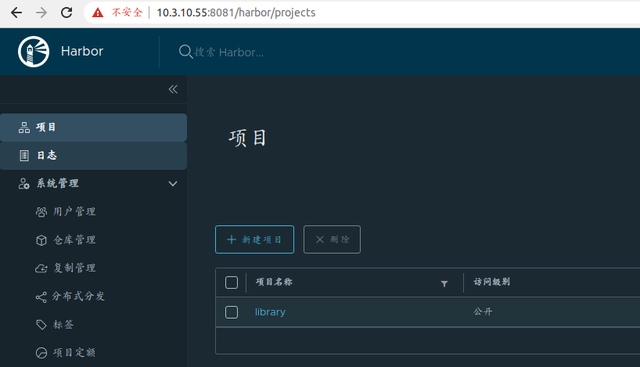 不安全 10.3.10.55:8081/harbor/projects
Harbor
搜索 Harbor...
项目
日志
系统管理
用户管理
仓库管理
复制管理
分布式分发
标签
项目定额
项目
新建项目 删除
项目名称 访问级别
library 公开